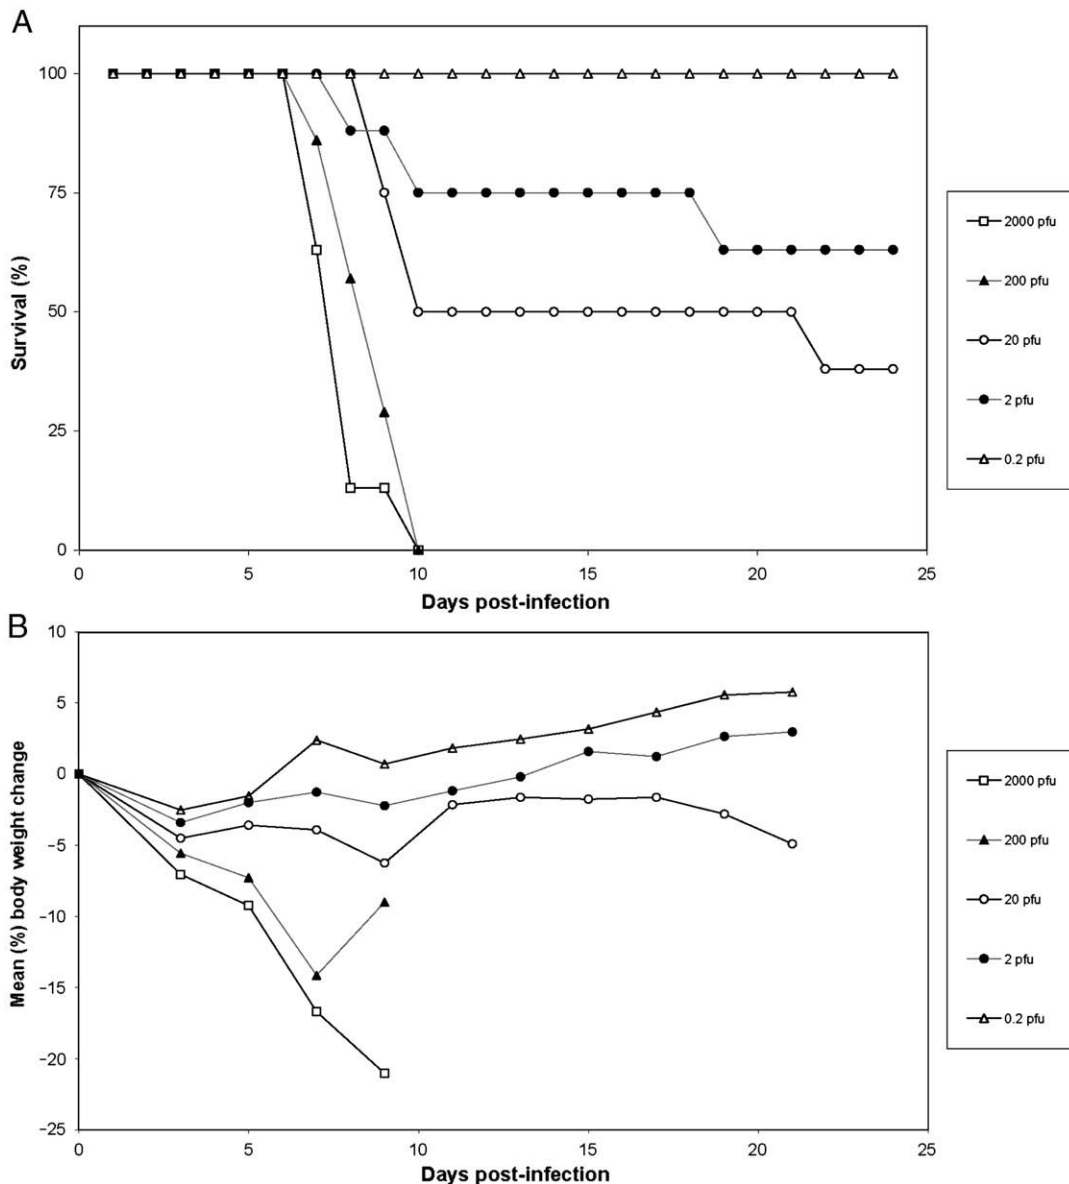 A
100
75
50
25
0
Survival (%)
0 5 10 15 20 25
Days post-infection
2000 pfu
200 pfu
20 pfu
2 pfu
0.2 pfu
B
10
5
0
−5
−10
−15
−20
−25
Mean (%) body weight change
0 5 10 15 20 25
Days post-infection
2000 pfu
200 pfu
20 pfu
2 pfu
0.2 pfu